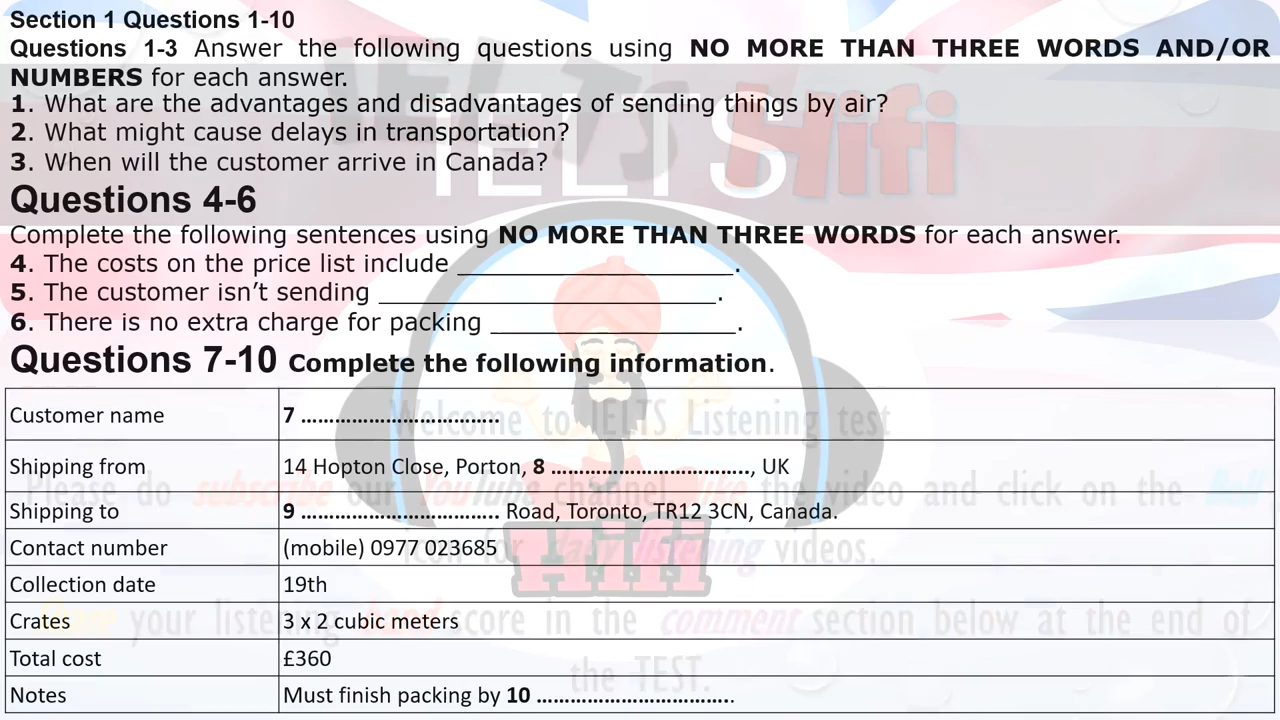 Section 1 Questions 1-10
Questions 1-3 Answer the following questions using NO MORE THAN THREE WORDS AND/OR
NUMBERS for each answer.
1. What are the advantages and disadvantages of sending things by air?
2. What might cause delays in transportation?
3. When will the customer arrive in Canada?
IELTS Hifi
IELTS
Questions 4-6
Complete the following sentences using NO MORE THAN THREE WORDS for each answer.
4. The costs on the price list include ____________________.
5. The customer isn’t sending ________________________.
6. There is no extra charge for packing __________________.
Questions 7-10 Complete the following information.
Customer name 7 ……………………………..
Welcome to IELTS Listening test
Shipping from 14 Hopton Close, Porton, 8 …………………………….., UK
Please do subscribe our YouTube channel, like the video and click on the Bell
Shipping to 9 …………………………….. Road, Toronto, TR12 3CN, Canada.
Contact number (mobile) 0977 023685
icon for daily listening videos.
Hifi
Collection date 19th
Crates 3 x 2 cubic meters
Share your listening band score in the comment section below at the end of
Total cost £360
the TEST.
Notes Must finish packing by 10 ……………………………..